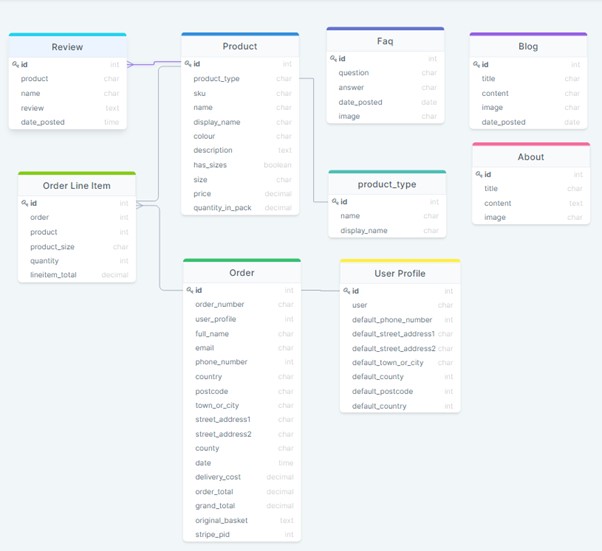 Review
id int
product char
name char
review text
date_posted time
Product
id int
product_type char
sku char
name char
display_name char
colour char
description text
has_sizes boolean
size char
price decimal
quantity_in_pack decimal
Faq
id int
question char
answer char
date_posted date
image char
Blog
id int
title char
content char
image char
date_posted date
Order Line Item
id int
order int
product int
product_size char
quantity int
lineitem_total decimal
product_type
id int
name char
display_name char
About
id int
title char
content text
image char
Order
id int
order_number char
user_profile int
full_name char
email char
phone_number int
country char
postcode char
town_or_city char
street_address1 char
street_address2 char
county char
date time
delivery_cost decimal
order_total decimal
grand_total decimal
original_basket text
stripe_pid int
User Profile
id int
user char
default_phone_number int
default_street_address1 char
default_street_address2 char
default_town_or_city char
default_county int
default_postcode int
default_country int